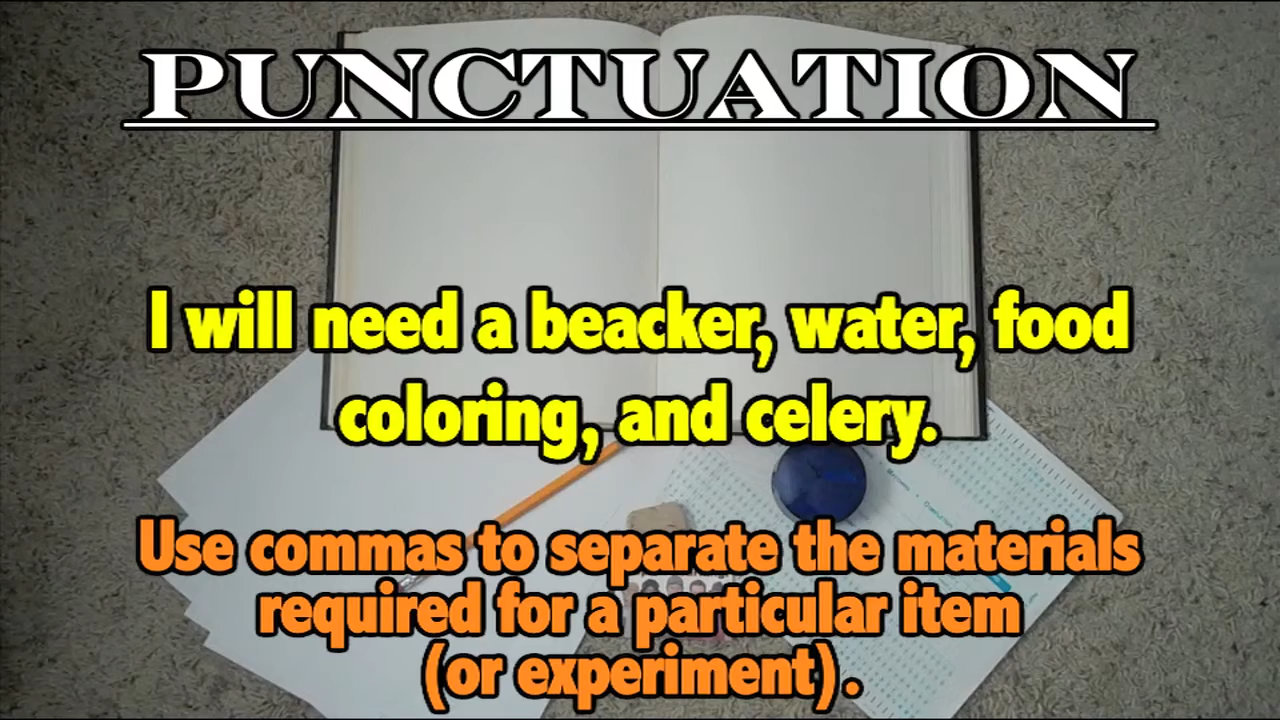 PUNCTUATION
I will need a beacker, water, food
coloring, and celery.
Use commas to separate the materials
required for a particular item
(or experiment).